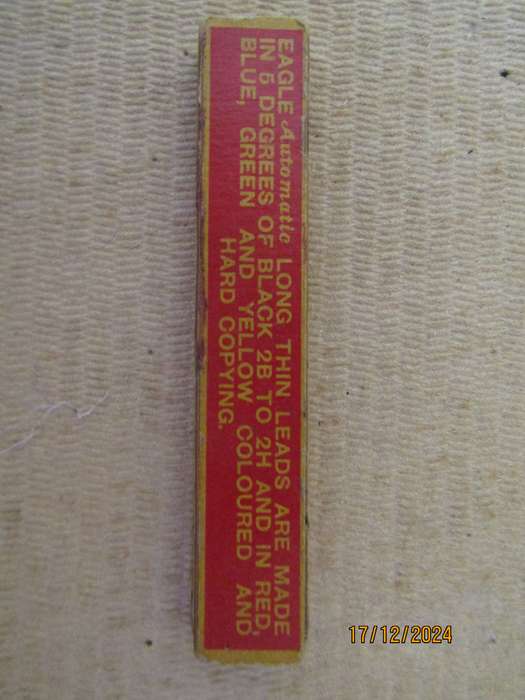 EAGLE Automatic LONG THIN LEADS ARE MADE
IN 5 DEGREES OF BLACK 2B TO 2H AND IN RED,
BLUE, GREEN AND YELLOW COLOURED AND
HARD COPYING.
17/12/2024